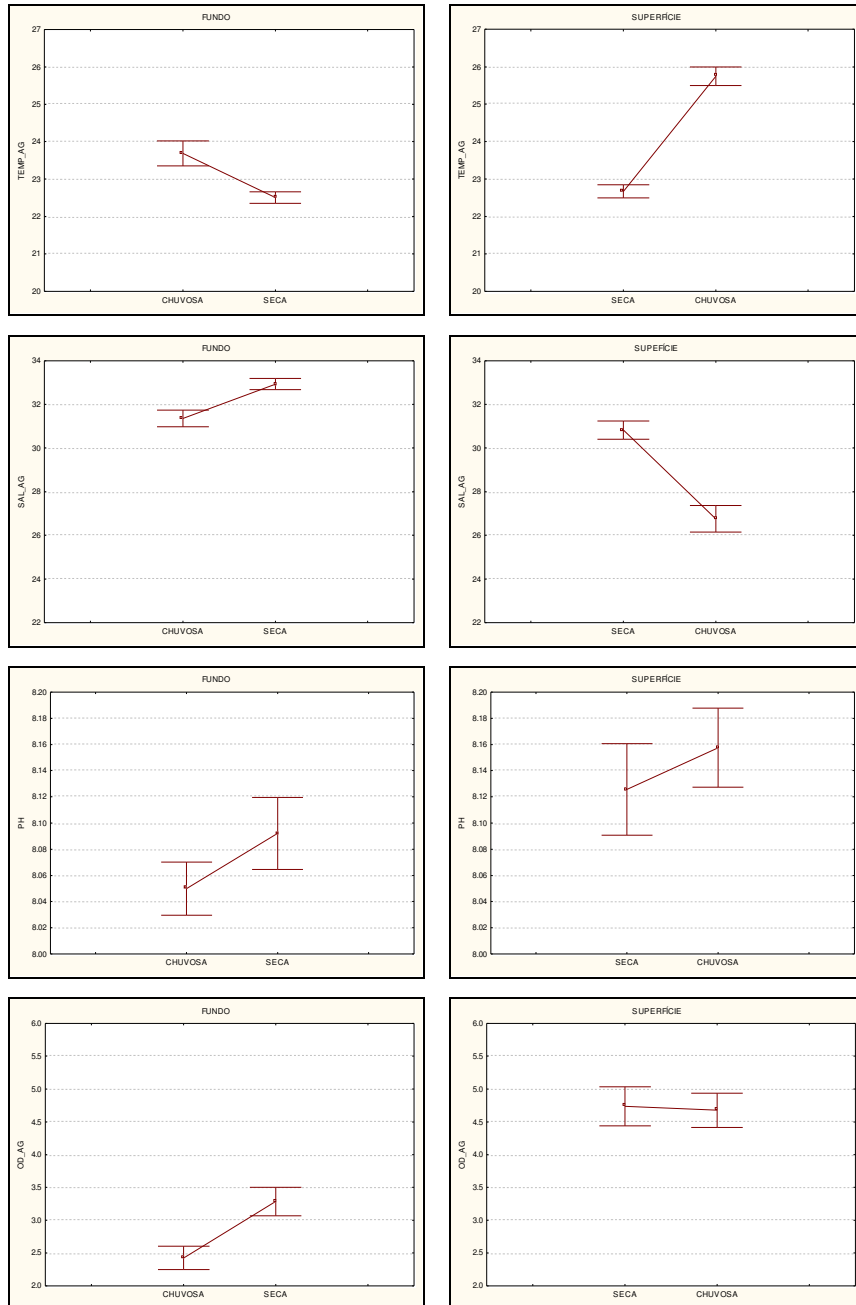 FUNDO
27
26
25
24
23
22
21
20
TEMP_AG
CHUVOSA SECA
SUPERFÍCIE
27
26
25
24
23
22
21
20
TEMP_AG
SECA CHUVOSA
FUNDO
34
32
30
28
26
24
22
SAL_AG
CHUVOSA SECA
SUPEFÍCIE
34
32
30
28
26
24
22
SAL_AG
SECA CHUVOSA
FUNDO
8.20
8.18
8.16
8.14
8.12
8.10
8.08
8.06
8.04
8.02
8.00
PH
CHUVOSA SECA
SUPERFÍCIE
8.20
8.18
8.16
8.14
8.12
8.10
8.08
8.06
8.04
8.02
8.00
PH
SECA CHUVOSA
FUNDO
6.0
5.5
5.0
4.5
4.0
3.5
3.0
2.5
2.0
OD_AG
CHUVOSA SECA
SUPERFÍCIE
6.0
5.5
5.0
4.5
4.0
3.5
3.0
2.5
2.0
OD_AG
SECA CHUVOSA